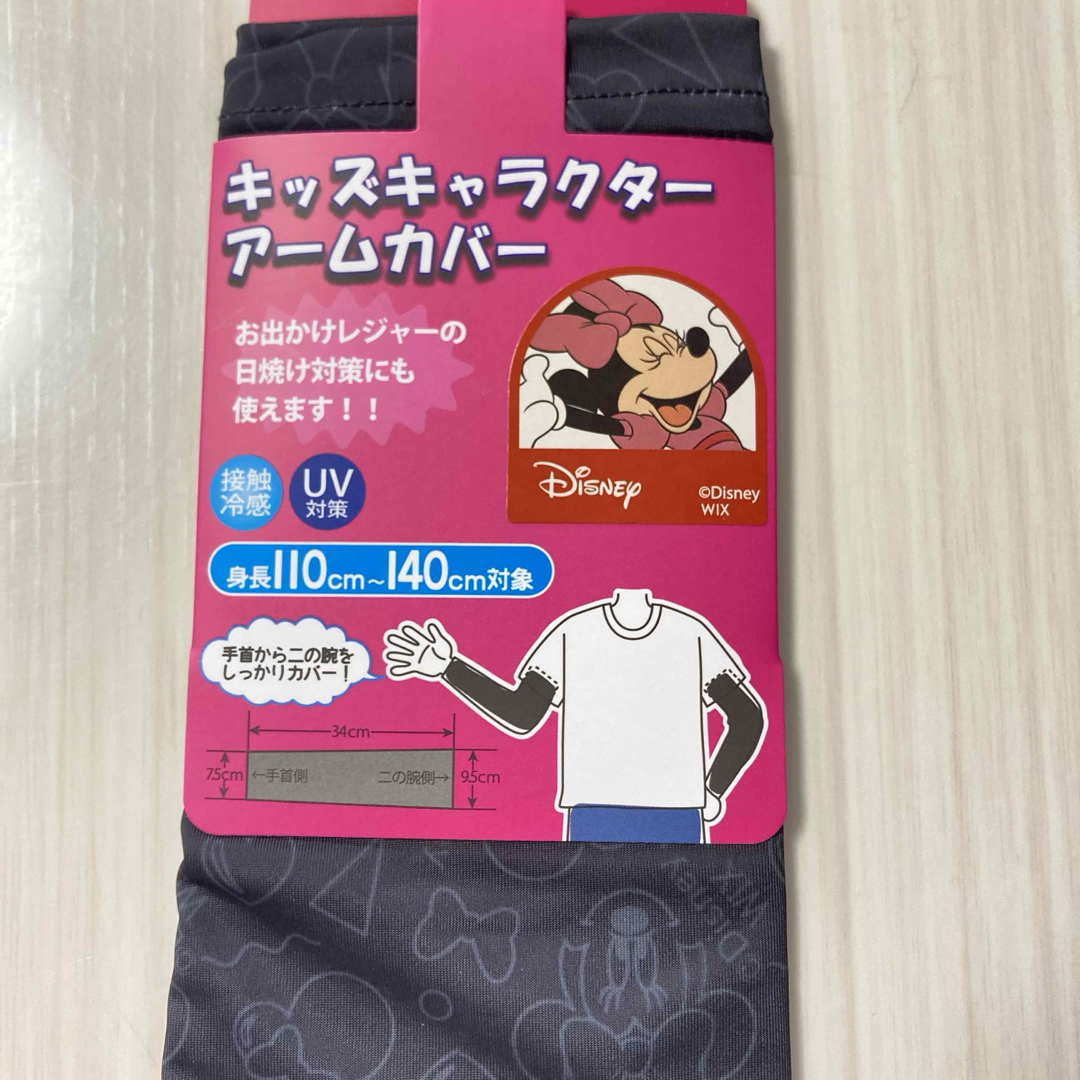 キッズキャラクター
アームカバー
お出かけレジャーの
日焼け対策にも
使えます！！
Disney
©Disney
WIX
接触
冷感
UV
対策
身長110cm~140cm対象
手首から二の腕を
しっかりカバー！
34cm
7.5cm
←手首側
二の腕側→
9.5cm